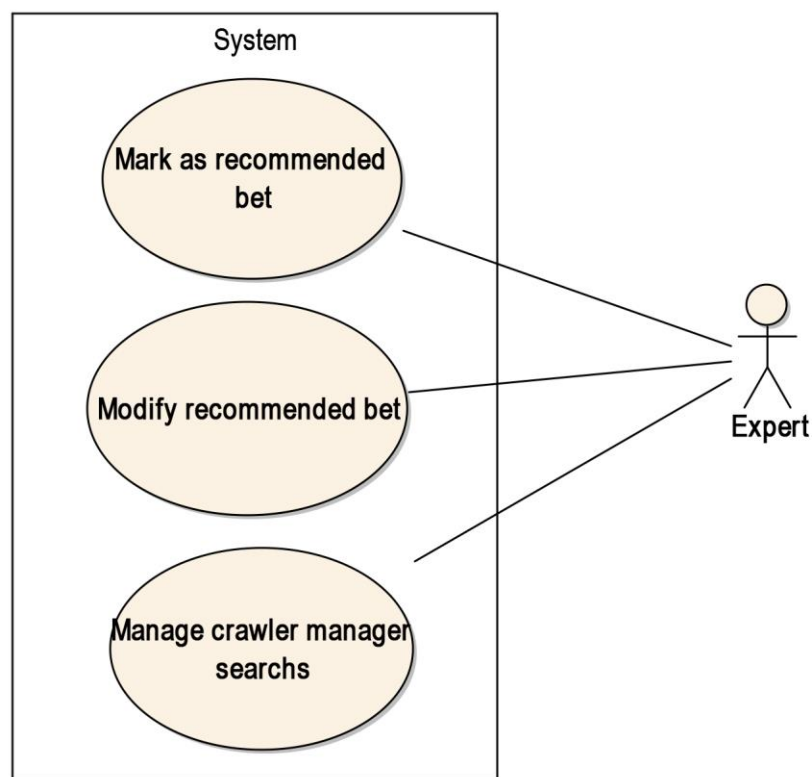 System
Mark as recommended
bet
Modify recommended bet
Expert
Manage crawler manager
searchs